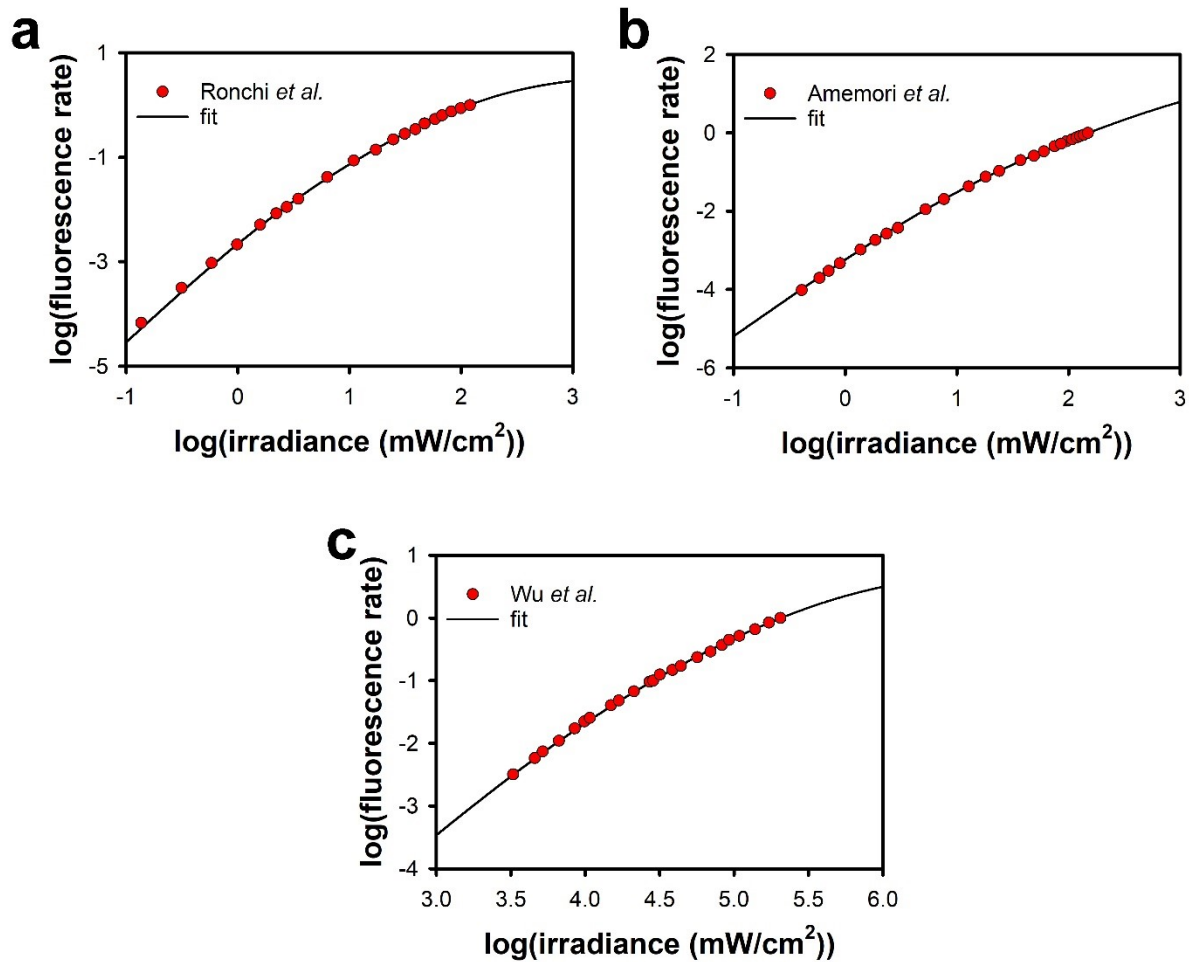 a
1
-1
-3
-5
log(fluorescence rate)
Ronchi et al.
fit
-1 0 1 2 3
log(irradiance (mW/cm²))
b
2
0
-2
-4
-6
log(fluorescence rate)
Amemori et al.
fit
-1 0 1 2 3
log(irradiance (mW/cm²))
c
1
0
-1
-2
-3
-4
log(fluorescence rate)
Wu et al.
fit
3.0 3.5 4.0 4.5 5.0 5.5 6.0
log(irradiance (mW/cm²))